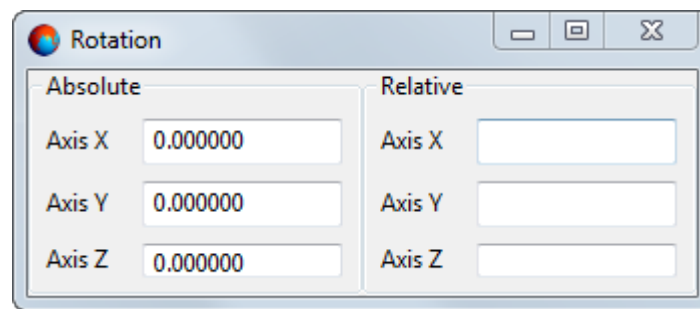 Rotation
Absolute
Axis X 0.000000
Axis Y 0.000000
Axis Z 0.000000
Relative
Axis X
Axis Y
Axis Z